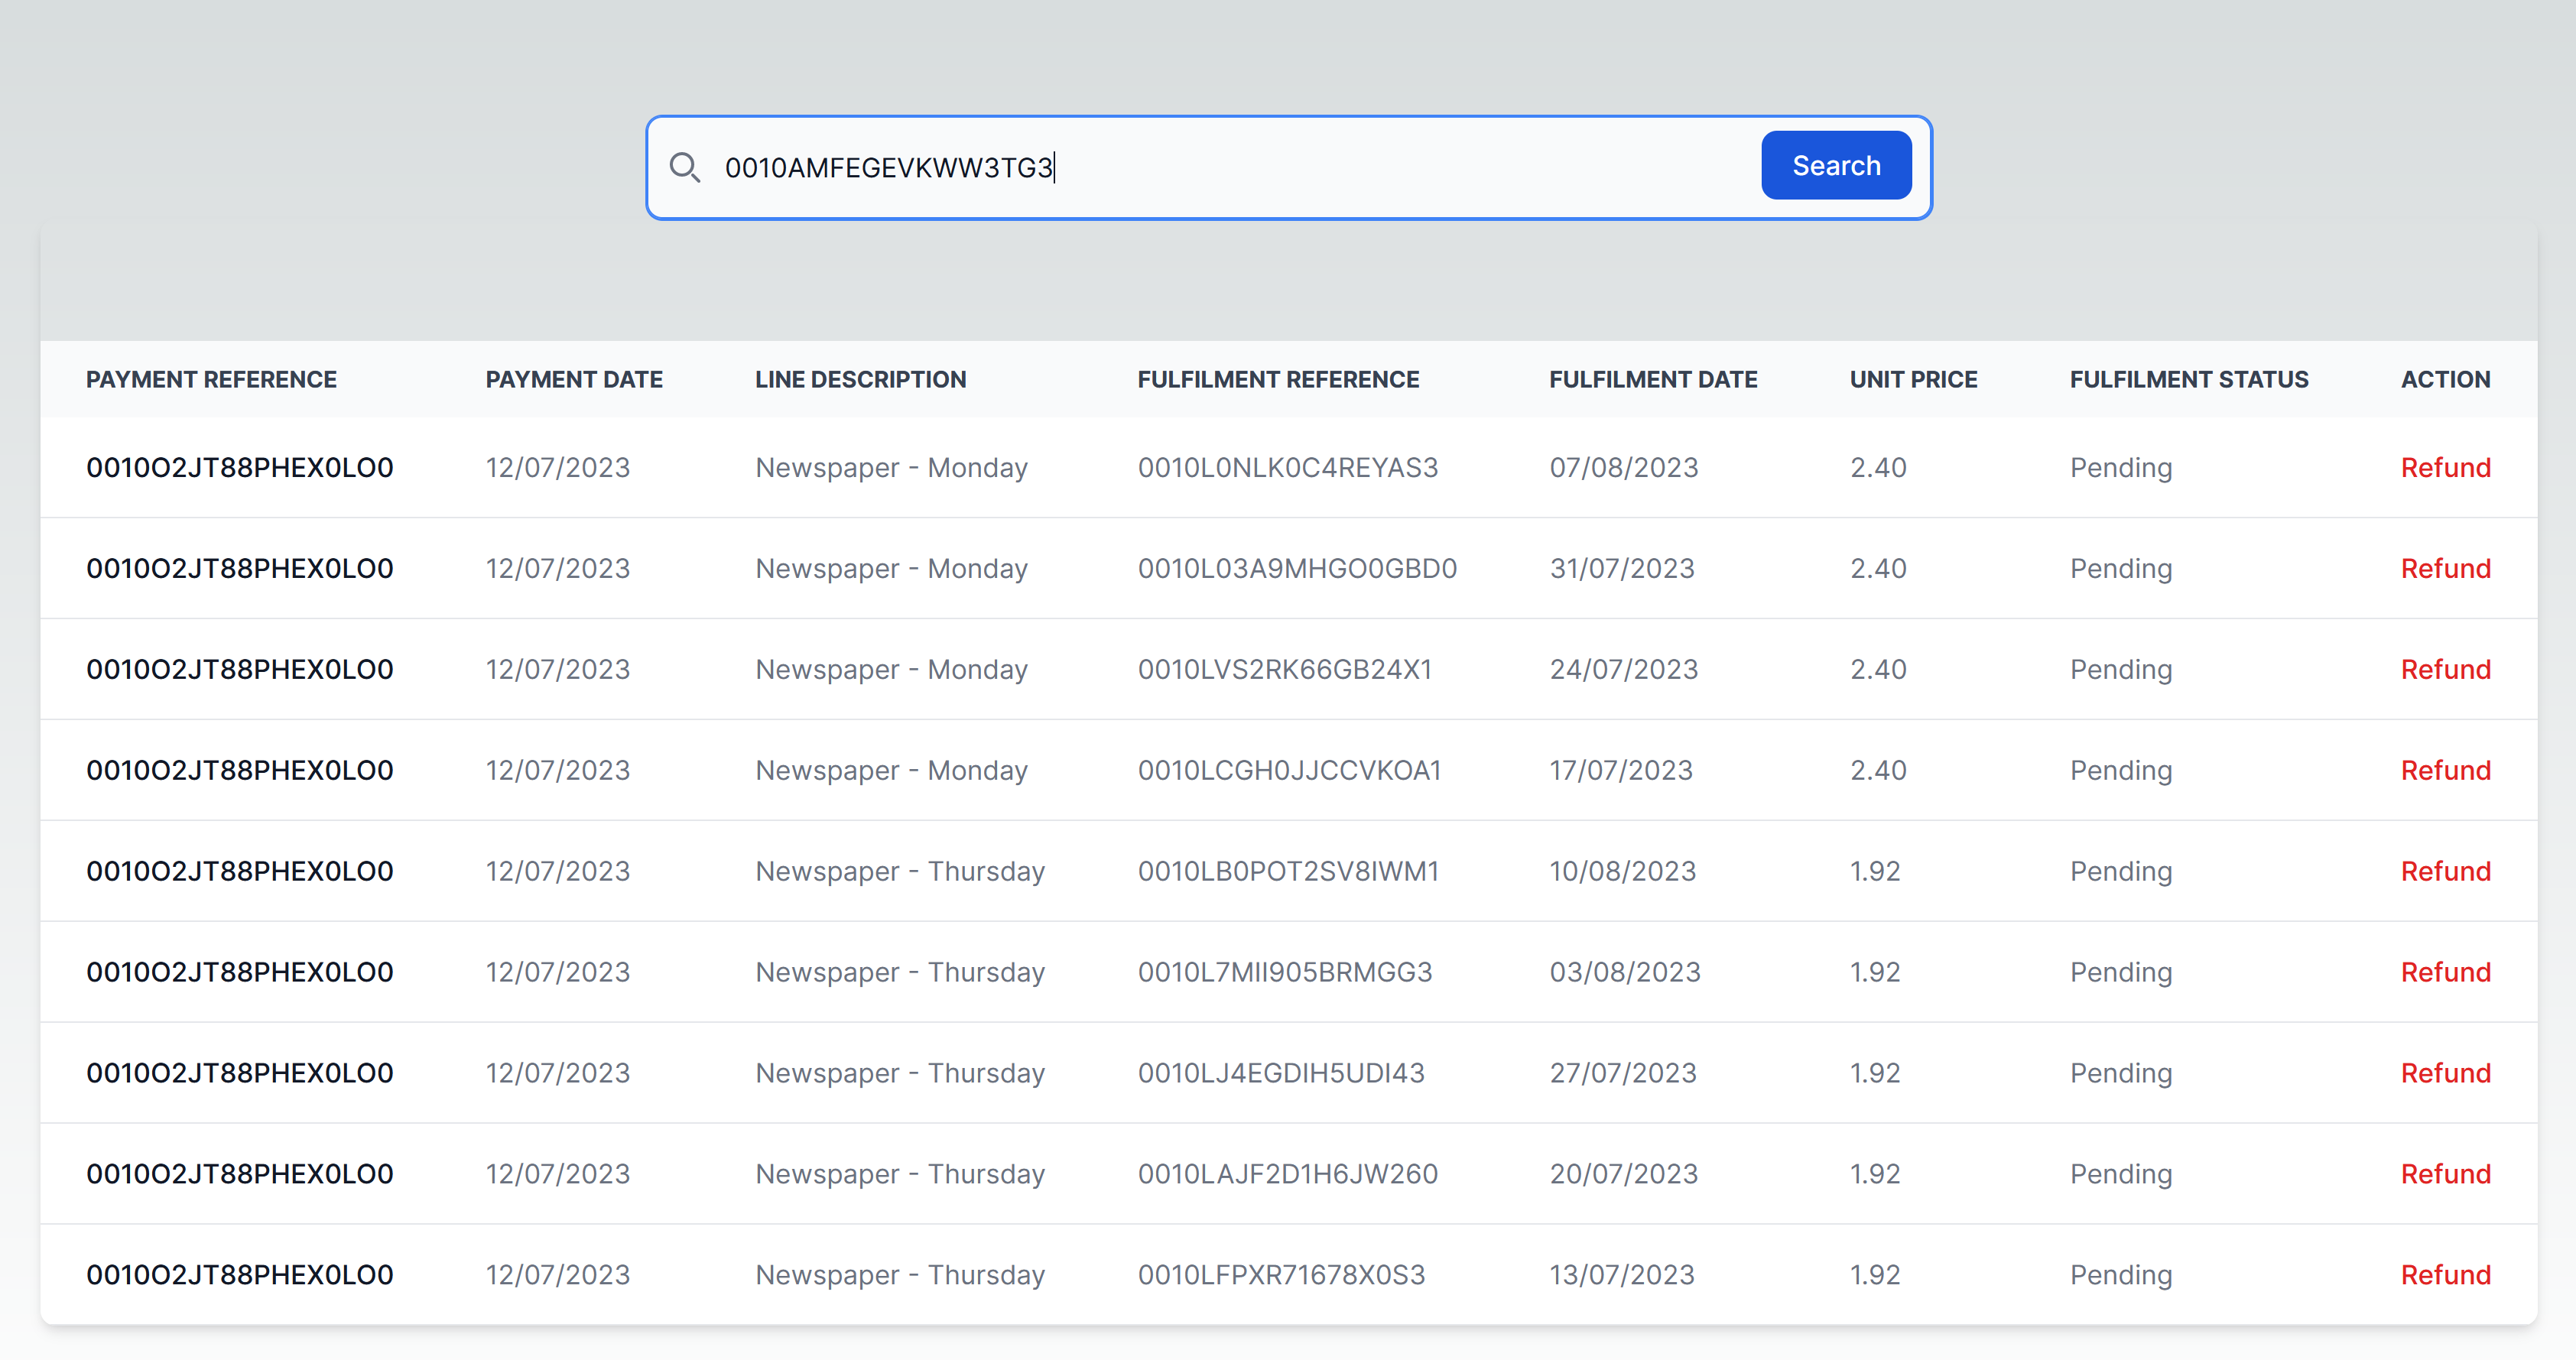 0010AMFEGEVKWW3TG3 Search
PAYMENT REFERENCE PAYMENT DATE LINE DESCRIPTION FULFILMENT REFERENCE FULFILMENT DATE UNIT PRICE FULFILMENT STATUS ACTION
0010O2JT88PHEX0LO0 12/07/2023 Newspaper - Monday 0010L0NLK0C4REYAS3 07/08/2023 2.40 Pending Refund
0010O2JT88PHEX0LO0 12/07/2023 Newspaper - Monday 0010L03A9MHGO0GBD0 31/07/2023 2.40 Pending Refund
0010O2JT88PHEX0LO0 12/07/2023 Newspaper - Monday 0010LVS2RK66GB24X1 24/07/2023 2.40 Pending Refund
0010O2JT88PHEX0LO0 12/07/2023 Newspaper - Monday 0010LCGH0JJCCVKOA1 17/07/2023 2.40 Pending Refund
0010O2JT88PHEX0LO0 12/07/2023 Newspaper - Thursday 0010LB0POT2SV8IWM1 10/08/2023 1.92 Pending Refund
0010O2JT88PHEX0LO0 12/07/2023 Newspaper - Thursday 0010L7MII905BRMGG3 03/08/2023 1.92 Pending Refund
0010O2JT88PHEX0LO0 12/07/2023 Newspaper - Thursday 0010LJ4EGDIH5UDI43 27/07/2023 1.92 Pending Refund
0010O2JT88PHEX0LO0 12/07/2023 Newspaper - Thursday 0010LAJF2D1H6JW260 20/07/2023 1.92 Pending Refund
0010O2JT88PHEX0LO0 12/07/2023 Newspaper - Thursday 0010LFPXR71678X0S3 13/07/2023 1.92 Pending Refund